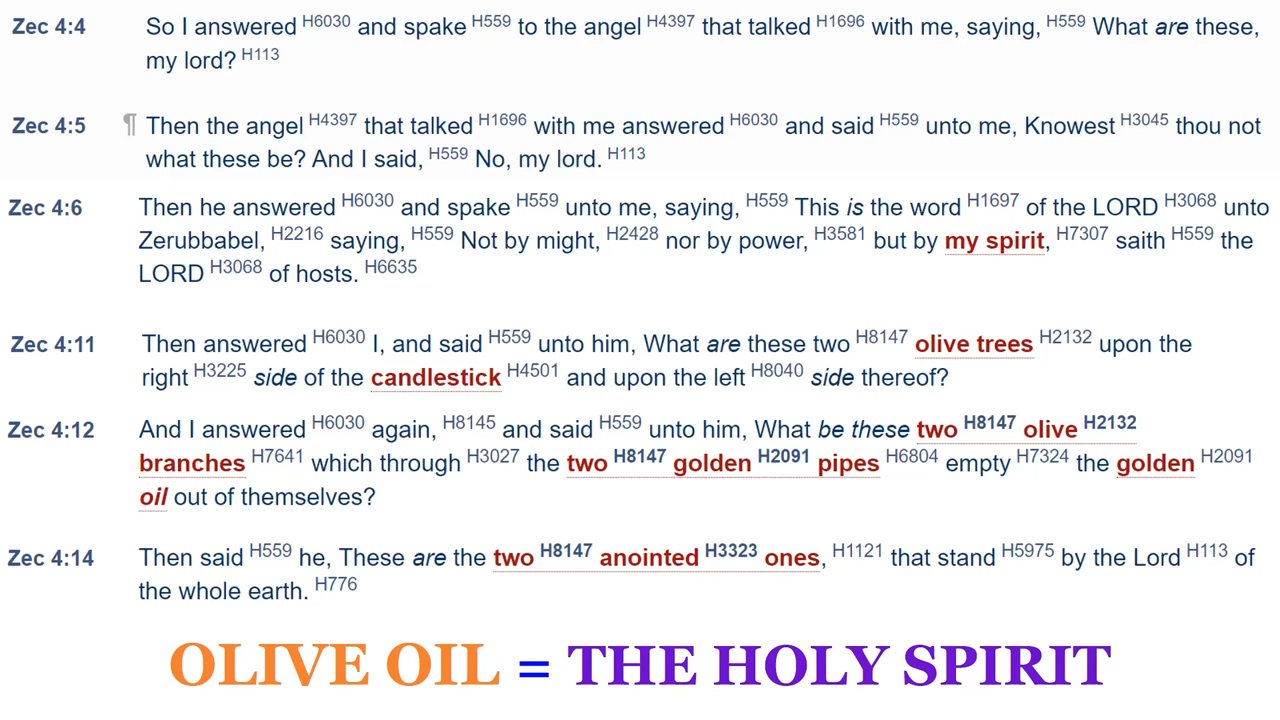 Zec 4:4 So I answered H6030 and spake H559 to the angel H4397 that talked H1696 with me, saying, H559 What are these,
my lord? H113
Zec 4:5 ¶ Then the angel H4397 that talked H1696 with me answered H6030 and said H559 unto me, Knowest H3045 thou not
what these be? And I said, H559 No, my lord. H113
Zec 4:6 Then he answered H6030 and spake H559 unto me, saying, H559 This is the word H1697 of the LORD H3068 unto
Zerubbabel, H2216 saying, H559 Not by might, H2428 nor by power, H3581 but by my spirit, H7307 saith H559 the
LORD H3068 of hosts. H6635
Zec 4:11 Then answered H6030 I, and said H559 unto him, What are these two H8147 olive trees H2132 upon the
right H3225 side of the candlestick H4501 and upon the left H8040 side thereof?
Zec 4:12 And I answered H6030 again, H8145 and said H559 unto him, What be these two H8147 olive H2132
branches H7641 which through H3027 the two H8147 golden H2091 pipes H6804 empty H7324 the golden H2091
oil out of themselves?
Zec 4:14 Then said H559 he, These are the two H8147 anointed H3323 ones, H1121 that stand H5975 by the Lord H113 of
the whole earth. H776
OLIVE OIL = THE HOLY SPIRIT